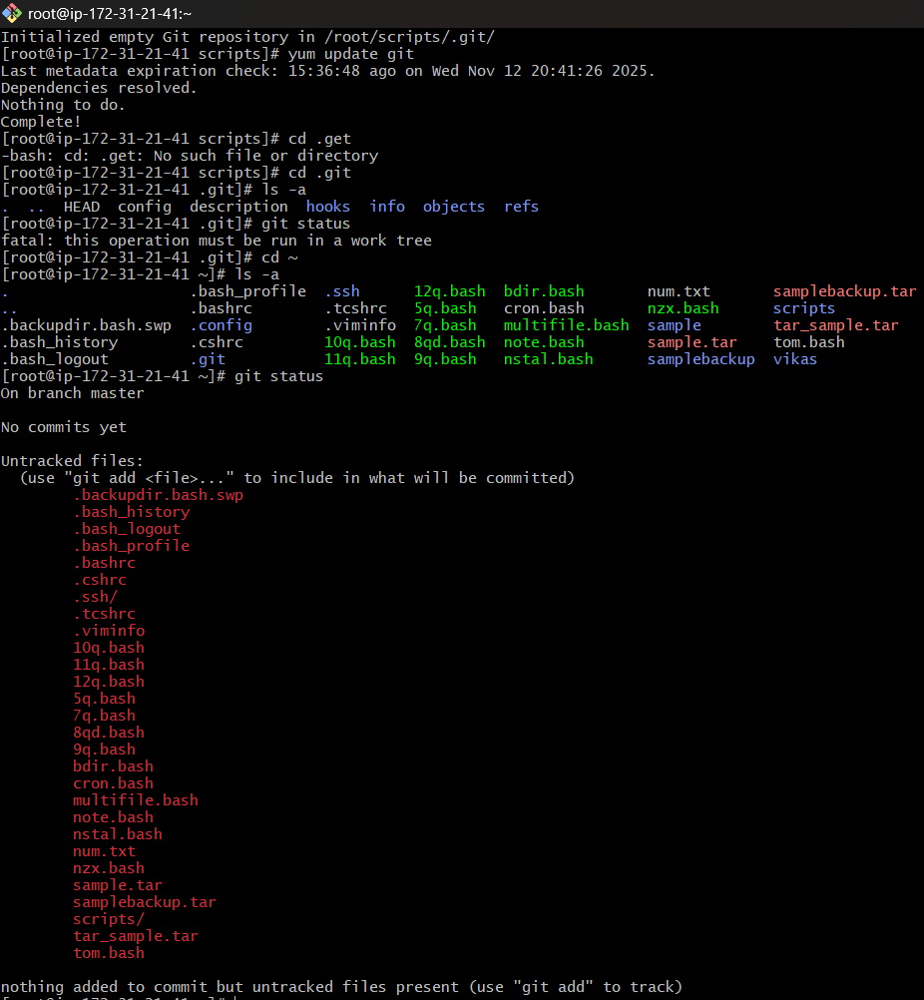 root@ip-172-31-21-41:~
Initialized empty Git repository in /root/scripts/.git/
[root@ip-172-31-21-41 scripts]# yum update git
Last metadata expiration check: 15:36:48 ago on Wed Nov 12 20:41:26 2025.
Dependencies resolved.
Nothing to do.
Complete!
[root@ip-172-31-21-41 scripts]# cd .get
-bash: cd: .get: No such file or directory
[root@ip-172-31-21-41 scripts]# cd .git
[root@ip-172-31-21-41 .git]# ls -a
.  ..  HEAD  config  description  hooks  info  objects  refs
[root@ip-172-31-21-41 .git]# git status
fatal: this operation must be run in a work tree
[root@ip-172-31-21-41 .git]# cd ~
[root@ip-172-31-21-41 ~]# ls -a
.                    .bash_profile  .ssh      12q.bash  bdir.bash       num.txt       samplebackup.tar
..                   .bashrc        .tcshrc   5q.bash   cron.bash       nzx.bash      scripts
.backupdir.bash.swp  .config        .viminfo  7q.bash   multifile.bash  sample        tar_sample.tar
.bash_history        .cshrc         10q.bash  8qd.bash  note.bash       sample.tar    tom.bash
.bash_logout         .git           11q.bash  9q.bash   nstal.bash      samplebackup  vikas
[root@ip-172-31-21-41 ~]# git status
On branch master
No commits yet
Untracked files:
  (use "git add <file>..." to include in what will be committed)
        .backupdir.bash.swp
        .bash_history
        .bash_logout
        .bash_profile
        .bashrc
        .cshrc
        .ssh/
        .tcshrc
        .viminfo
        10q.bash
        11q.bash
        12q.bash
        5q.bash
        7q.bash
        8qd.bash
        9q.bash
        bdir.bash
        cron.bash
        multifile.bash
        note.bash
        nstal.bash
        num.txt
        nzx.bash
        sample.tar
        samplebackup.tar
        scripts/
        tar_sample.tar
        tom.bash
nothing added to commit but untracked files present (use "git add" to track)